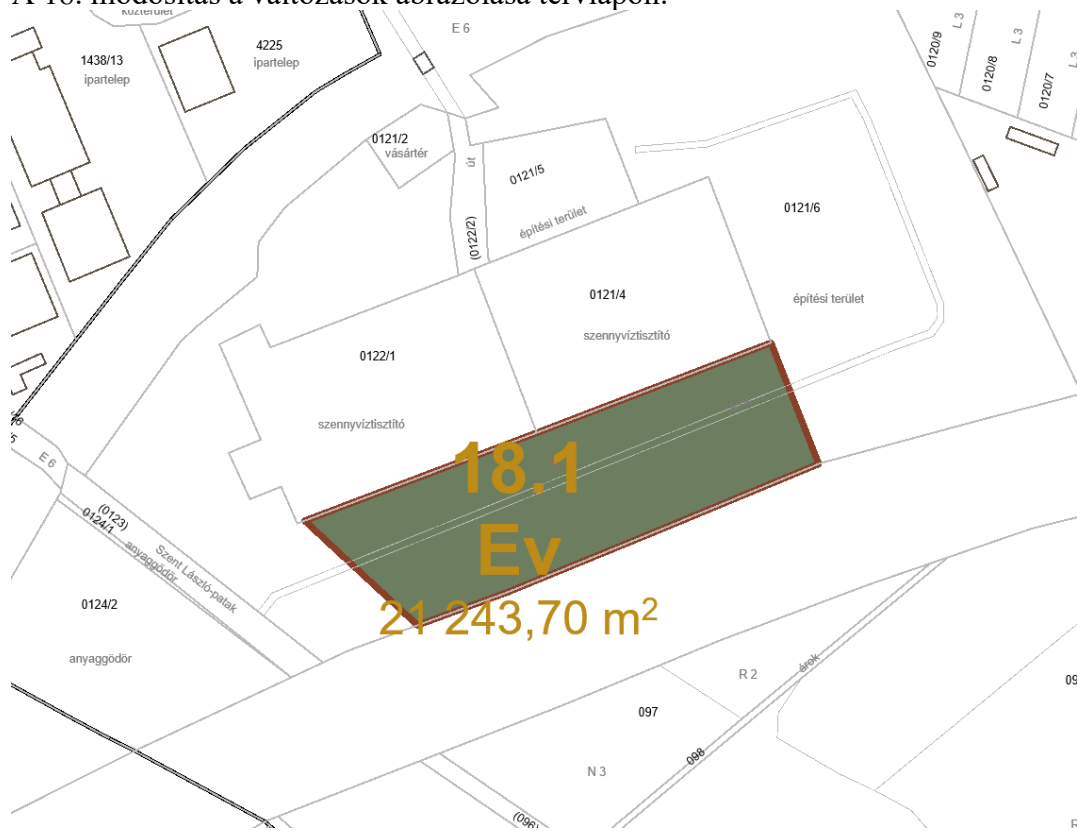 A 18. módosítás a változások ábrázolása tervlapon:
közterület
E 6
1438/13
ipartelep
4225
ipartelep
0120/9
L 3
0120/8
L 3
0120/7
L 3
0121/2
vásártér
út
(0122/2)
0121/5
építési terület
0121/6
építési terület
0121/4
szennyvíztisztító
0122/1
szennyvíztisztító
E 6
(0123)
0124/1
anyaggödör
Szent László-patak
18.1
Ev
21 243,70 m²
0124/2
anyaggödör
R 2
árok
097
098
N 3
(096)
09
R